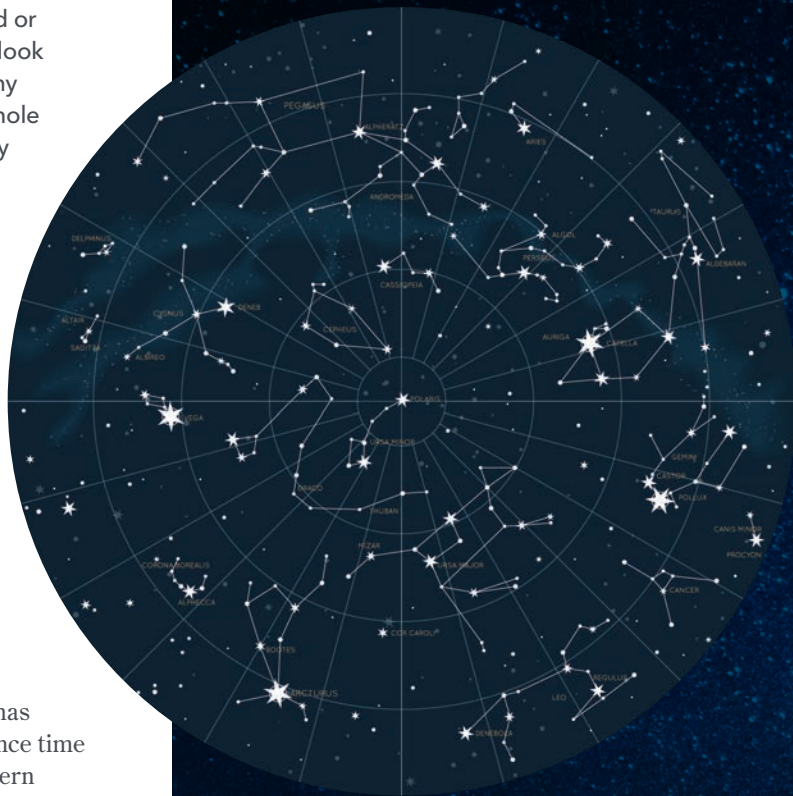 d or
look
ny
hole
y
has
nce time
ern
PEGASUS
ALPHERATZ
ARIES
ANDROMEDA
TAURUS
DELPHINUS
ALGOL
PERSEUS
ALDEBARAN
CASSIOPEIA
CYGNUS
DENEB
ALTAIR
SAGITTA
CEPHEUS
AURIGA
CAPELLA
ALBIREO
POLARIS
VEGA
URSA MINOR
GEMINI
CASTOR
DRACO
POLLUX
THUBAN
CANIS MINOR
MIZAR
PROCYON
CORONA BOREALIS
URSA MAJOR
CANCER
ALPHECCA
COR CAROLI
BOOTES
REGULUS
ARCTURUS
LEO
DENEBOLA